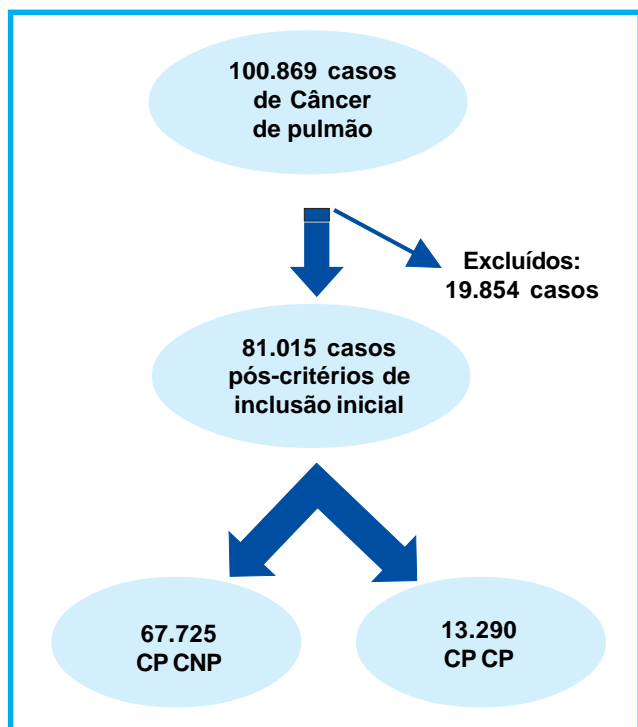 100.869 casos
de Câncer
de pulmão
Excluídos:
19.854 casos
81.015 casos
pós-critérios de
inclusão inicial
67.725
CP CNP
13.290
CP CP